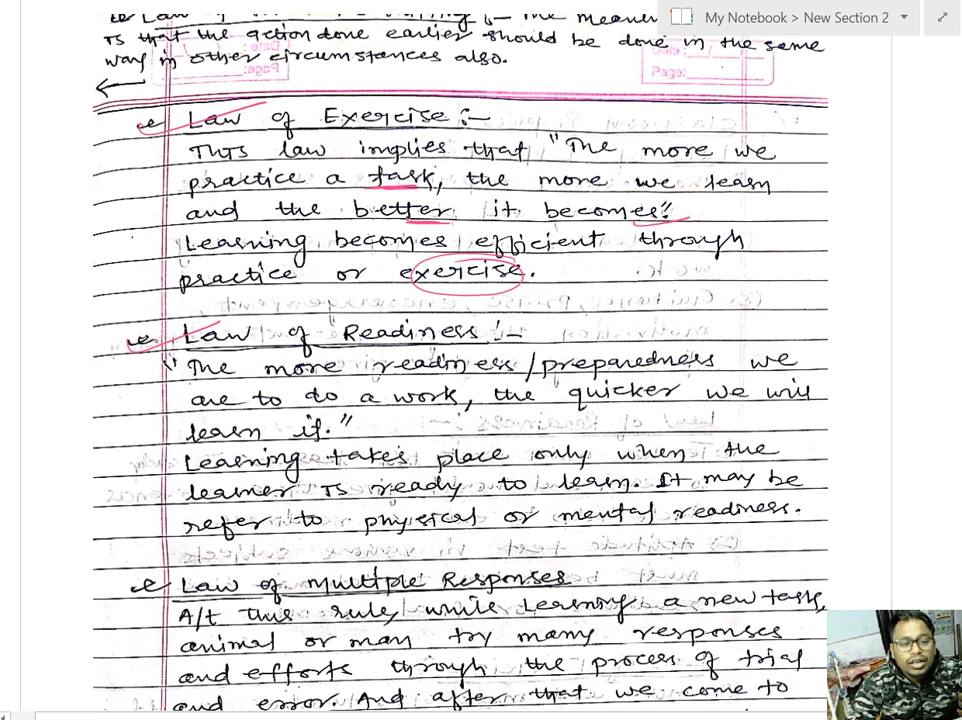 My Notebook > New Section 2
Law of
:- The
is that the action done earlier should be done in the same
way in other circumstances also.
Page:
Law of Exercise :-
This law implies that "The more we
practice a task, the more we learn
and the better it becomes."
Learning becomes efficient through
practice or exercise.
Law of Readiness :-
"The more readiness/preparedness we
are to do a work, the quicker we will
learn it."
Learning takes place only when the
learner is ready to learn. It may be
refer to physical or mental readiness.
Law of Multiple Responses
A/t this rule, while learning a new task,
animal or man try many responses
and efforts through the process of trial
and error. And after that we come to